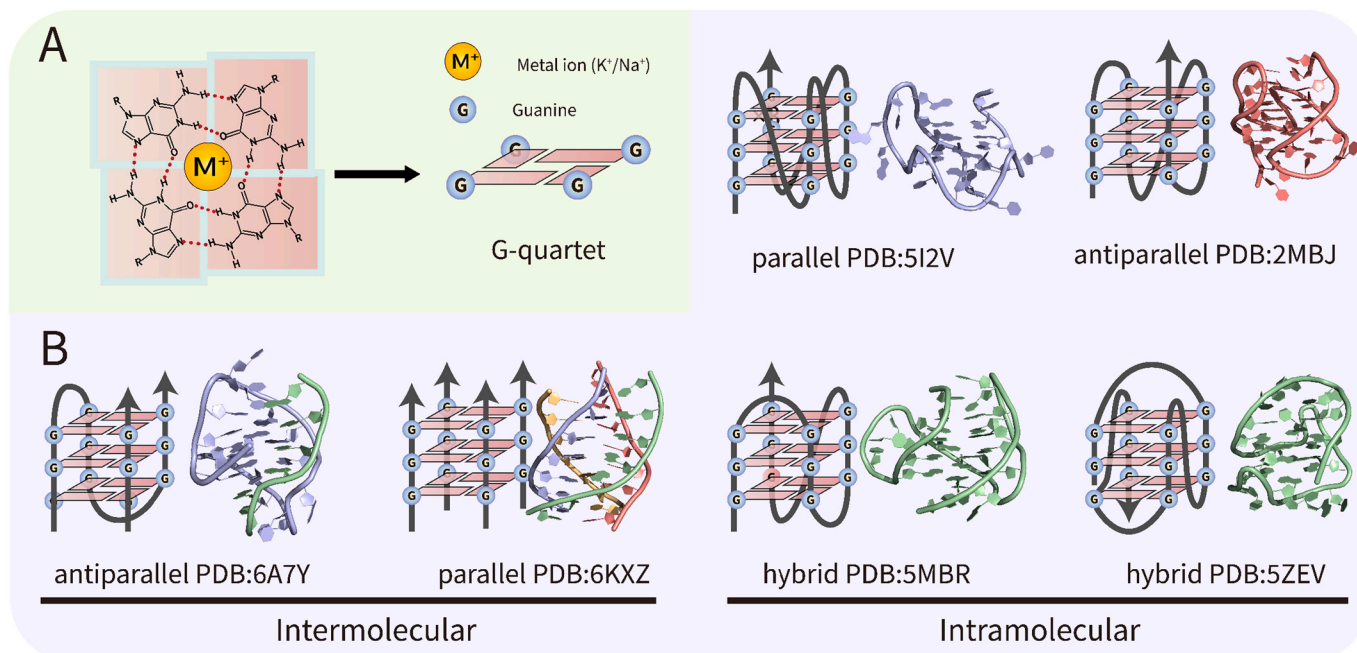 A
M⁺
Metal ion (K⁺/Na⁺)
G
Guanine
M⁺
G-quartet
parallel PDB:5I2V
antiparallel PDB:2MBJ
B
antiparallel PDB:6A7Y
parallel PDB:6KXZ
hybrid PDB:5MBR
hybrid PDB:5ZEV
Intermolecular
Intramolecular